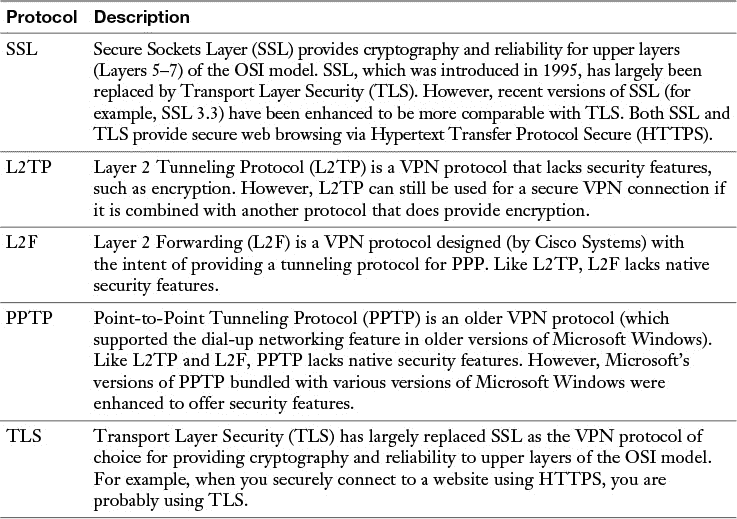 Protocol Description
SSL Secure Sockets Layer (SSL) provides cryptography and reliability for upper layers
(Layers 5–7) of the OSI model. SSL, which was introduced in 1995, has largely been
replaced by Transport Layer Security (TLS). However, recent versions of SSL (for
example, SSL 3.3) have been enhanced to be more comparable with TLS. Both SSL and
TLS provide secure web browsing via Hypertext Transfer Protocol Secure (HTTPS).
L2TP Layer 2 Tunneling Protocol (L2TP) is a VPN protocol that lacks security features,
such as encryption. However, L2TP can still be used for a secure VPN connection if
it is combined with another protocol that does provide encryption.
L2F Layer 2 Forwarding (L2F) is a VPN protocol designed (by Cisco Systems) with
the intent of providing a tunneling protocol for PPP. Like L2TP, L2F lacks native
security features.
PPTP Point-to-Point Tunneling Protocol (PPTP) is an older VPN protocol (which
supported the dial-up networking feature in older versions of Microsoft Windows).
Like L2TP and L2F, PPTP lacks native security features. However, Microsoft’s
versions of PPTP bundled with various versions of Microsoft Windows were
enhanced to offer security features.
TLS Transport Layer Security (TLS) has largely replaced SSL as the VPN protocol of
choice for providing cryptography and reliability to upper layers of the OSI model.
For example, when you securely connect to a website using HTTPS, you are
probably using TLS.